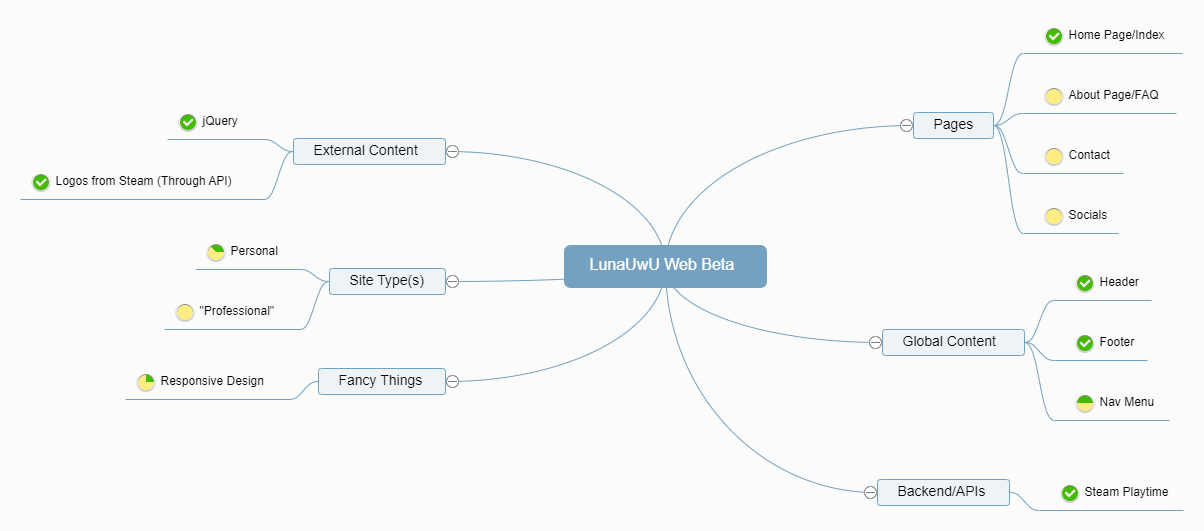 LunaUwU Web Beta
Pages
Home Page/Index
About Page/FAQ
Contact
Socials
Global Content
Header
Footer
Nav Menu
Backend/APIs
Steam Playtime
External Content
jQuery
Logos from Steam (Through API)
Site Type(s)
Personal
"Professional"
Fancy Things
Responsive Design